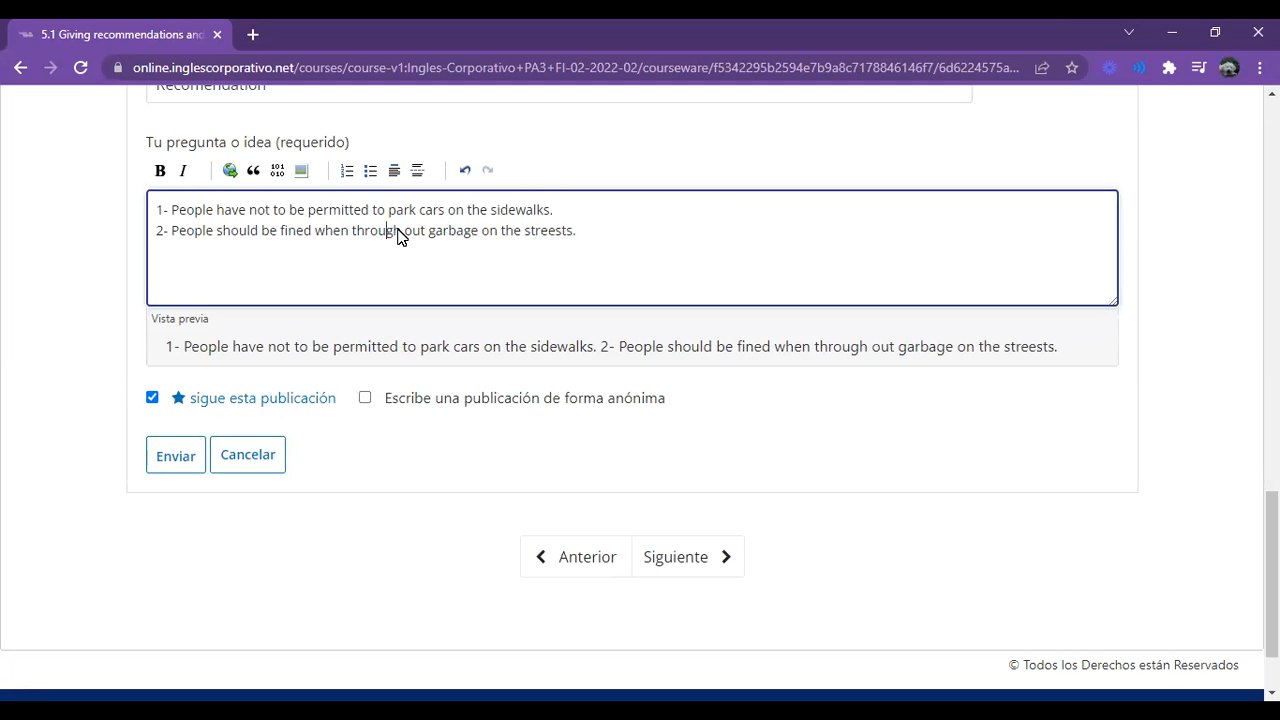 5.1 Giving recommendations and
online.inglescorporativo.net/courses/course-v1:Ingles-Corporativo+PA3+FI-02-2022-02/courseware/f5342295b2594e7b9a8c7178846146f7/6d6224575a...
Recomendation
Tu pregunta o idea (requerido)
B I
1- People have not to be permitted to park cars on the sidewalks.
2- People should be fined when through out garbage on the streests.
Vista previa
1- People have not to be permitted to park cars on the sidewalks. 2- People should be fined when through out garbage on the streests.
sigue esta publicación Escribe una publicación de forma anónima
Enviar Cancelar
Anterior Siguiente
© Todos los Derechos están Reservados